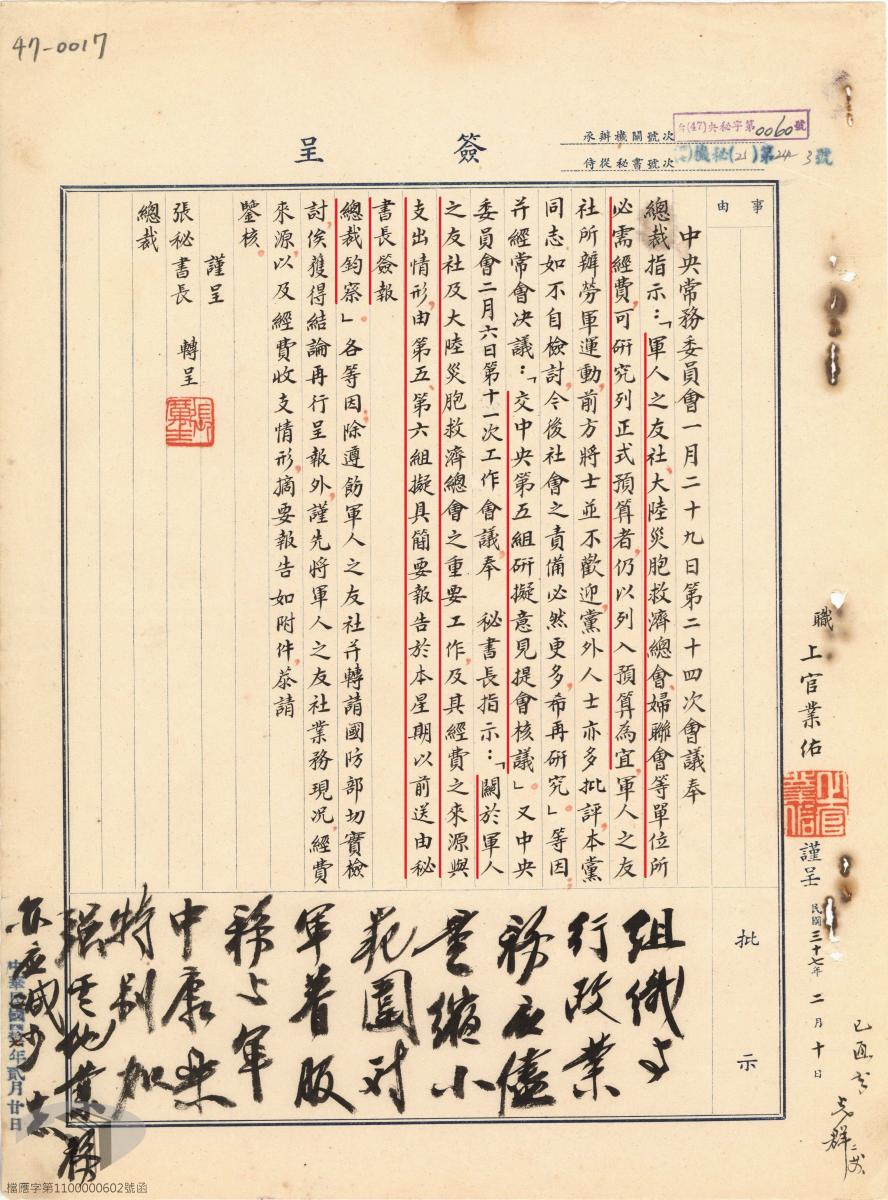 47-0017
簽呈
承辦機關號次
台(47)央秘字第0060號
侍從秘書號次
機秘(21)第24-3號
事由
中央常務委員會一月二十九日第二十四次會議奉
總裁指示：「軍人之友社、大陸災胞救濟總會、婦聯會等單位所
必需經費，可研究列正式預算者，仍以列入預算為宜，軍人之友
社所辦勞軍運動，前方將士並不歡迎，黨外人士亦多批評，本黨
同志如不自檢討，今後社會之責備必然更多，希再研究。」等因
并經常會決議：「交中央第五組研擬意見提會核議。」又中央
委員會二月六日第十一次工作會議，奉　秘書長指示：「關於軍人
之友社及大陸災胞救濟總會之重要工作，及其經費之來源與
支出情形，由第五、第六組擬具簡要報告於本星期以前送由秘
書長簽報
總裁鈞察」。各等因，除遵飭軍人之友社并轉請國防部切實檢
討，俟獲得結論再行呈報外，謹先將軍人之友社業務現況，經費
來源，以及經費收支情形，摘要報告如附件，恭請
鑒核。
謹呈
張秘書長　轉呈
總裁
職上官業佑謹呈
民國三十七年二月十日
批示
組織與
行政業
務應儘
量縮小
範圍對
軍眷服
務與軍
中康樂
特別加
強其他業務
亦應減少
中華民國年貳月廿日
檔應字第1100000602號函